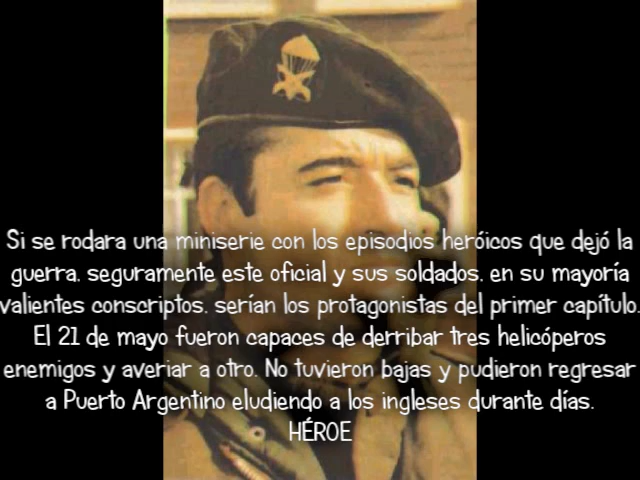 Si se rodara una miniserie con los episodios heróicos que dejó la
guerra, seguramente este oficial y sus soldados, en su mayoría
valientes conscriptos, serían los protagonistas del primer capítulo.
El 21 de mayo fueron capaces de derribar tres helicóperos
enemigos y averiar a otro. No tuvieron bajas y pudieron regresar
a Puerto Argentino eludiendo a los ingleses durante días.
HÉROE